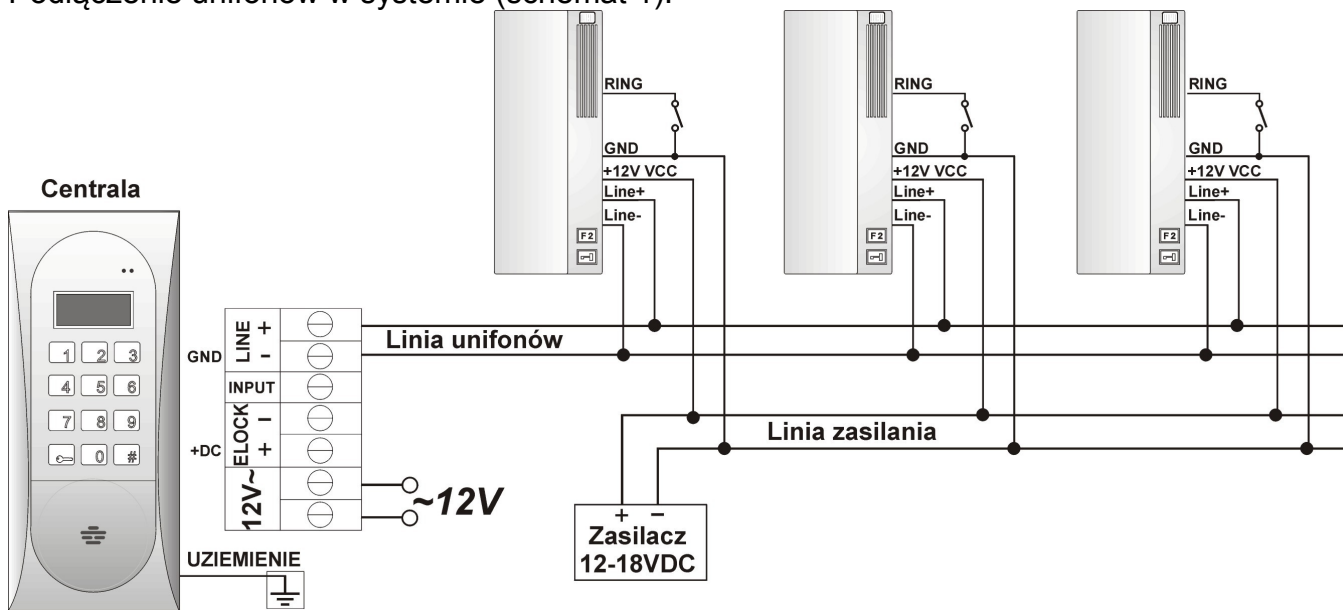 Podłączenie unifonów w systemie (schemat 1).
RING
GND
+12V VCC
Line+
Line-
F2
RING
GND
+12V VCC
Line+
Line-
F2
RING
GND
+12V VCC
Line+
Line-
F2
Centrala
1 2 3
4 5 6
7 8 9
0 #
GND
LINE + -
INPUT
+DC
ELOCK - +
12V~
~12V
UZIEMIENIE
Linia unifonów
Linia zasilania
+ -
Zasilacz
12-18VDC